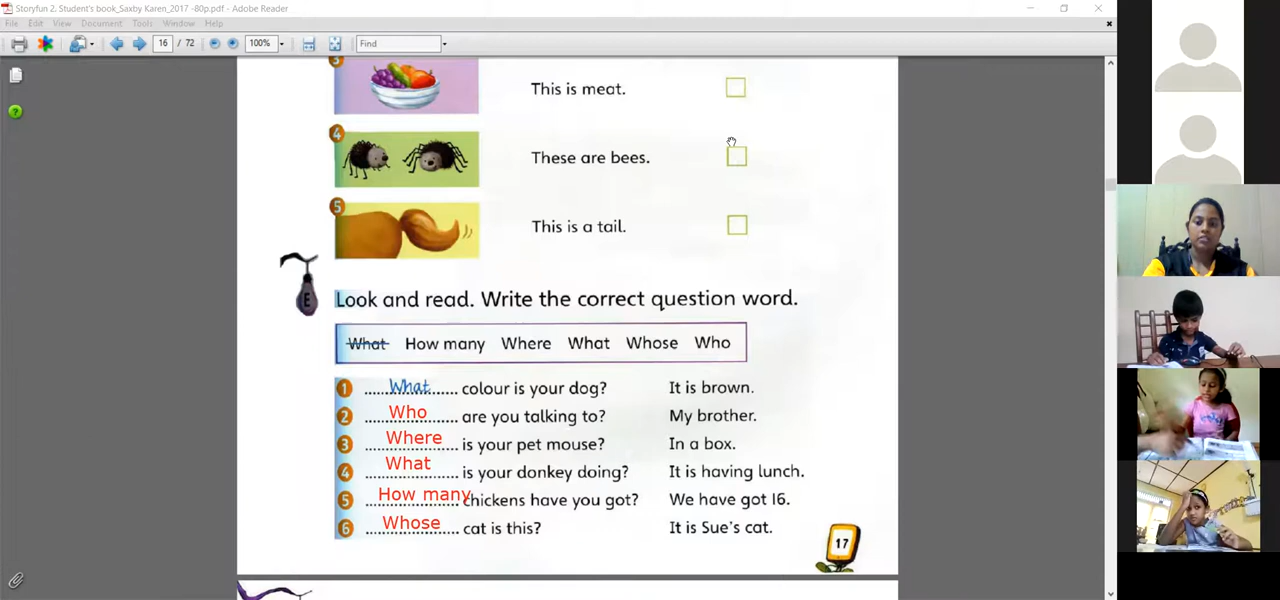 Storyfun 2. Student's book_Saxby Karen_2017 -80p.pdf - Adobe Reader
File Edit View Document Tools Window Help
16 / 72 100% Find
3 This is meat.
4 These are bees.
5 This is a tail.
E Look and read. Write the correct question word.
What How many Where What Whose Who
1 What colour is your dog? It is brown.
2 Who are you talking to? My brother.
3 Where is your pet mouse? In a box.
4 What is your donkey doing? It is having lunch.
5 How many chickens have you got? We have got 16.
6 Whose cat is this? It is Sue's cat.
17